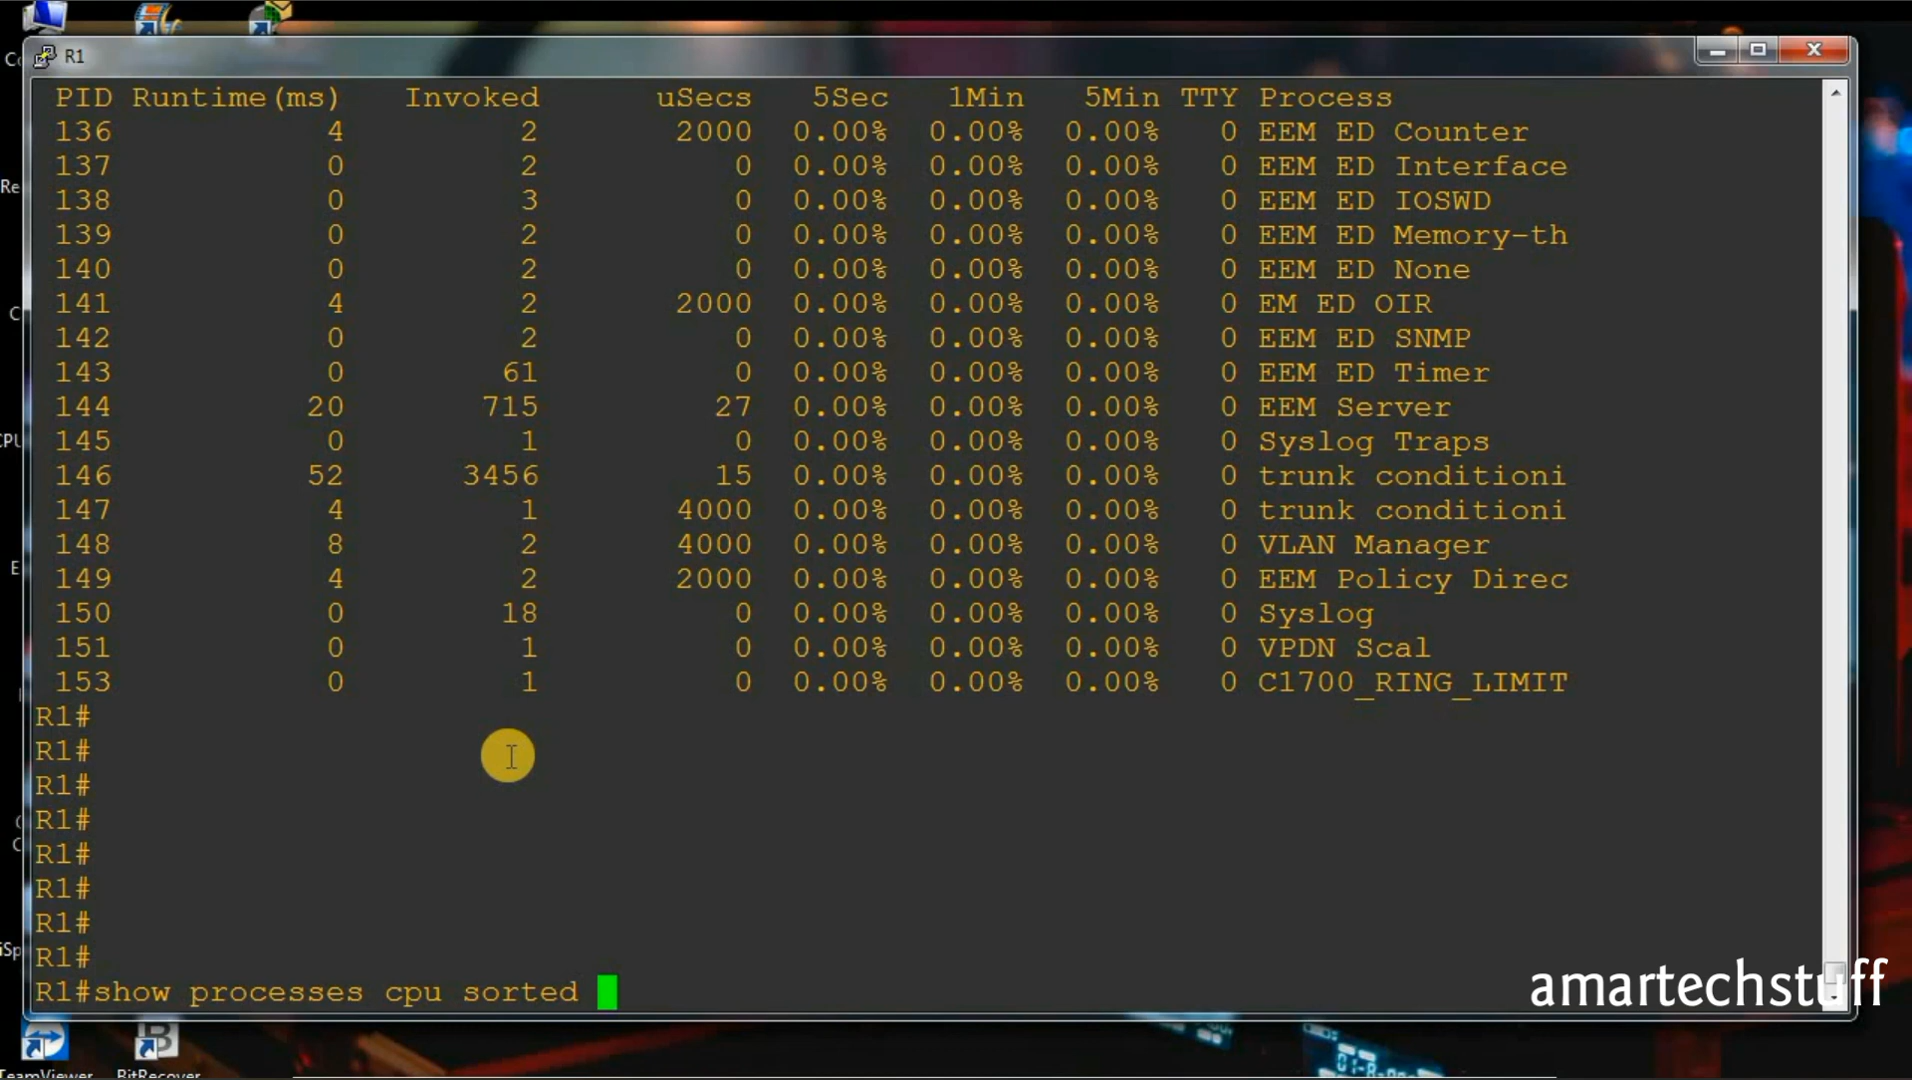 R1
PID Runtime(ms) Invoked uSecs 5Sec 1Min 5Min TTY Process
136 4 2 2000 0.00% 0.00% 0.00% 0 EEM ED Counter
137 0 2 0 0.00% 0.00% 0.00% 0 EEM ED Interface
138 0 3 0 0.00% 0.00% 0.00% 0 EEM ED IOSWD
139 0 2 0 0.00% 0.00% 0.00% 0 EEM ED Memory-th
140 0 2 0 0.00% 0.00% 0.00% 0 EEM ED None
141 4 2 2000 0.00% 0.00% 0.00% 0 EM ED OIR
142 0 2 0 0.00% 0.00% 0.00% 0 EEM ED SNMP
143 0 61 0 0.00% 0.00% 0.00% 0 EEM ED Timer
144 20 715 27 0.00% 0.00% 0.00% 0 EEM Server
145 0 1 0 0.00% 0.00% 0.00% 0 Syslog Traps
146 52 3456 15 0.00% 0.00% 0.00% 0 trunk conditioni
147 4 1 4000 0.00% 0.00% 0.00% 0 trunk conditioni
148 8 2 4000 0.00% 0.00% 0.00% 0 VLAN Manager
149 4 2 2000 0.00% 0.00% 0.00% 0 EEM Policy Direc
150 0 18 0 0.00% 0.00% 0.00% 0 Syslog
151 0 1 0 0.00% 0.00% 0.00% 0 VPDN Scal
153 0 1 0 0.00% 0.00% 0.00% 0 C1700_RING_LIMIT
R1#
R1#
R1#
R1#
R1#
R1#
R1#
R1#
R1#show processes cpu sorted
amartechstuff
TeamViewer BitRecover